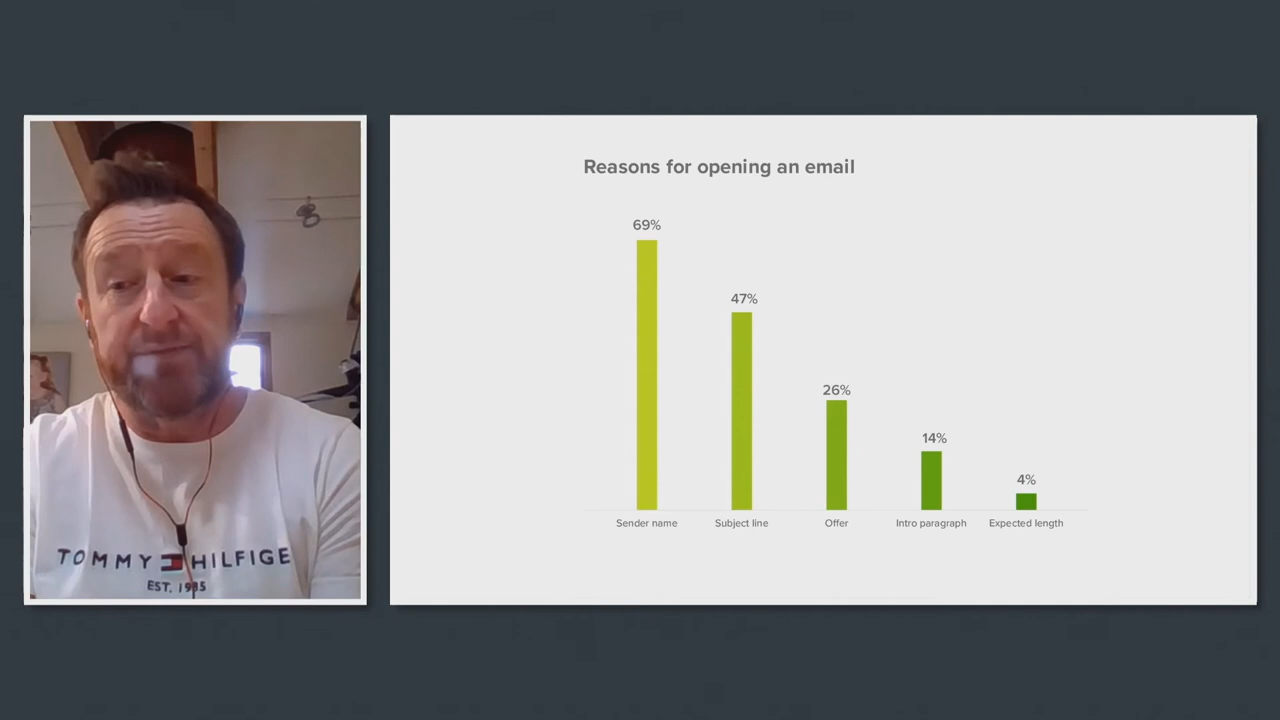 TOMMY HILFIGER
EST. 1985
Reasons for opening an email
69%
47%
26%
14%
4%
Sender name
Subject line
Offer
Intro paragraph
Expected length